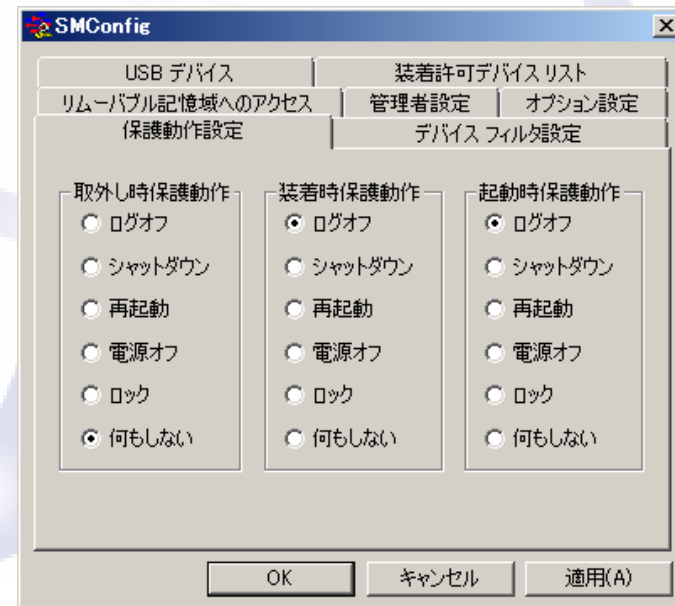 SMConfig
USB デバイス
装着許可デバイス リスト
リムーバブル記憶域へのアクセス
管理者設定
オプション設定
保護動作設定
デバイス フィルタ設定
取外し時保護動作
ログオフ
シャットダウン
再起動
電源オフ
ロック
何もしない
装着時保護動作
ログオフ
シャットダウン
再起動
電源オフ
ロック
何もしない
起動時保護動作
ログオフ
シャットダウン
再起動
電源オフ
ロック
何もしない
OK
キャンセル
適用(A)